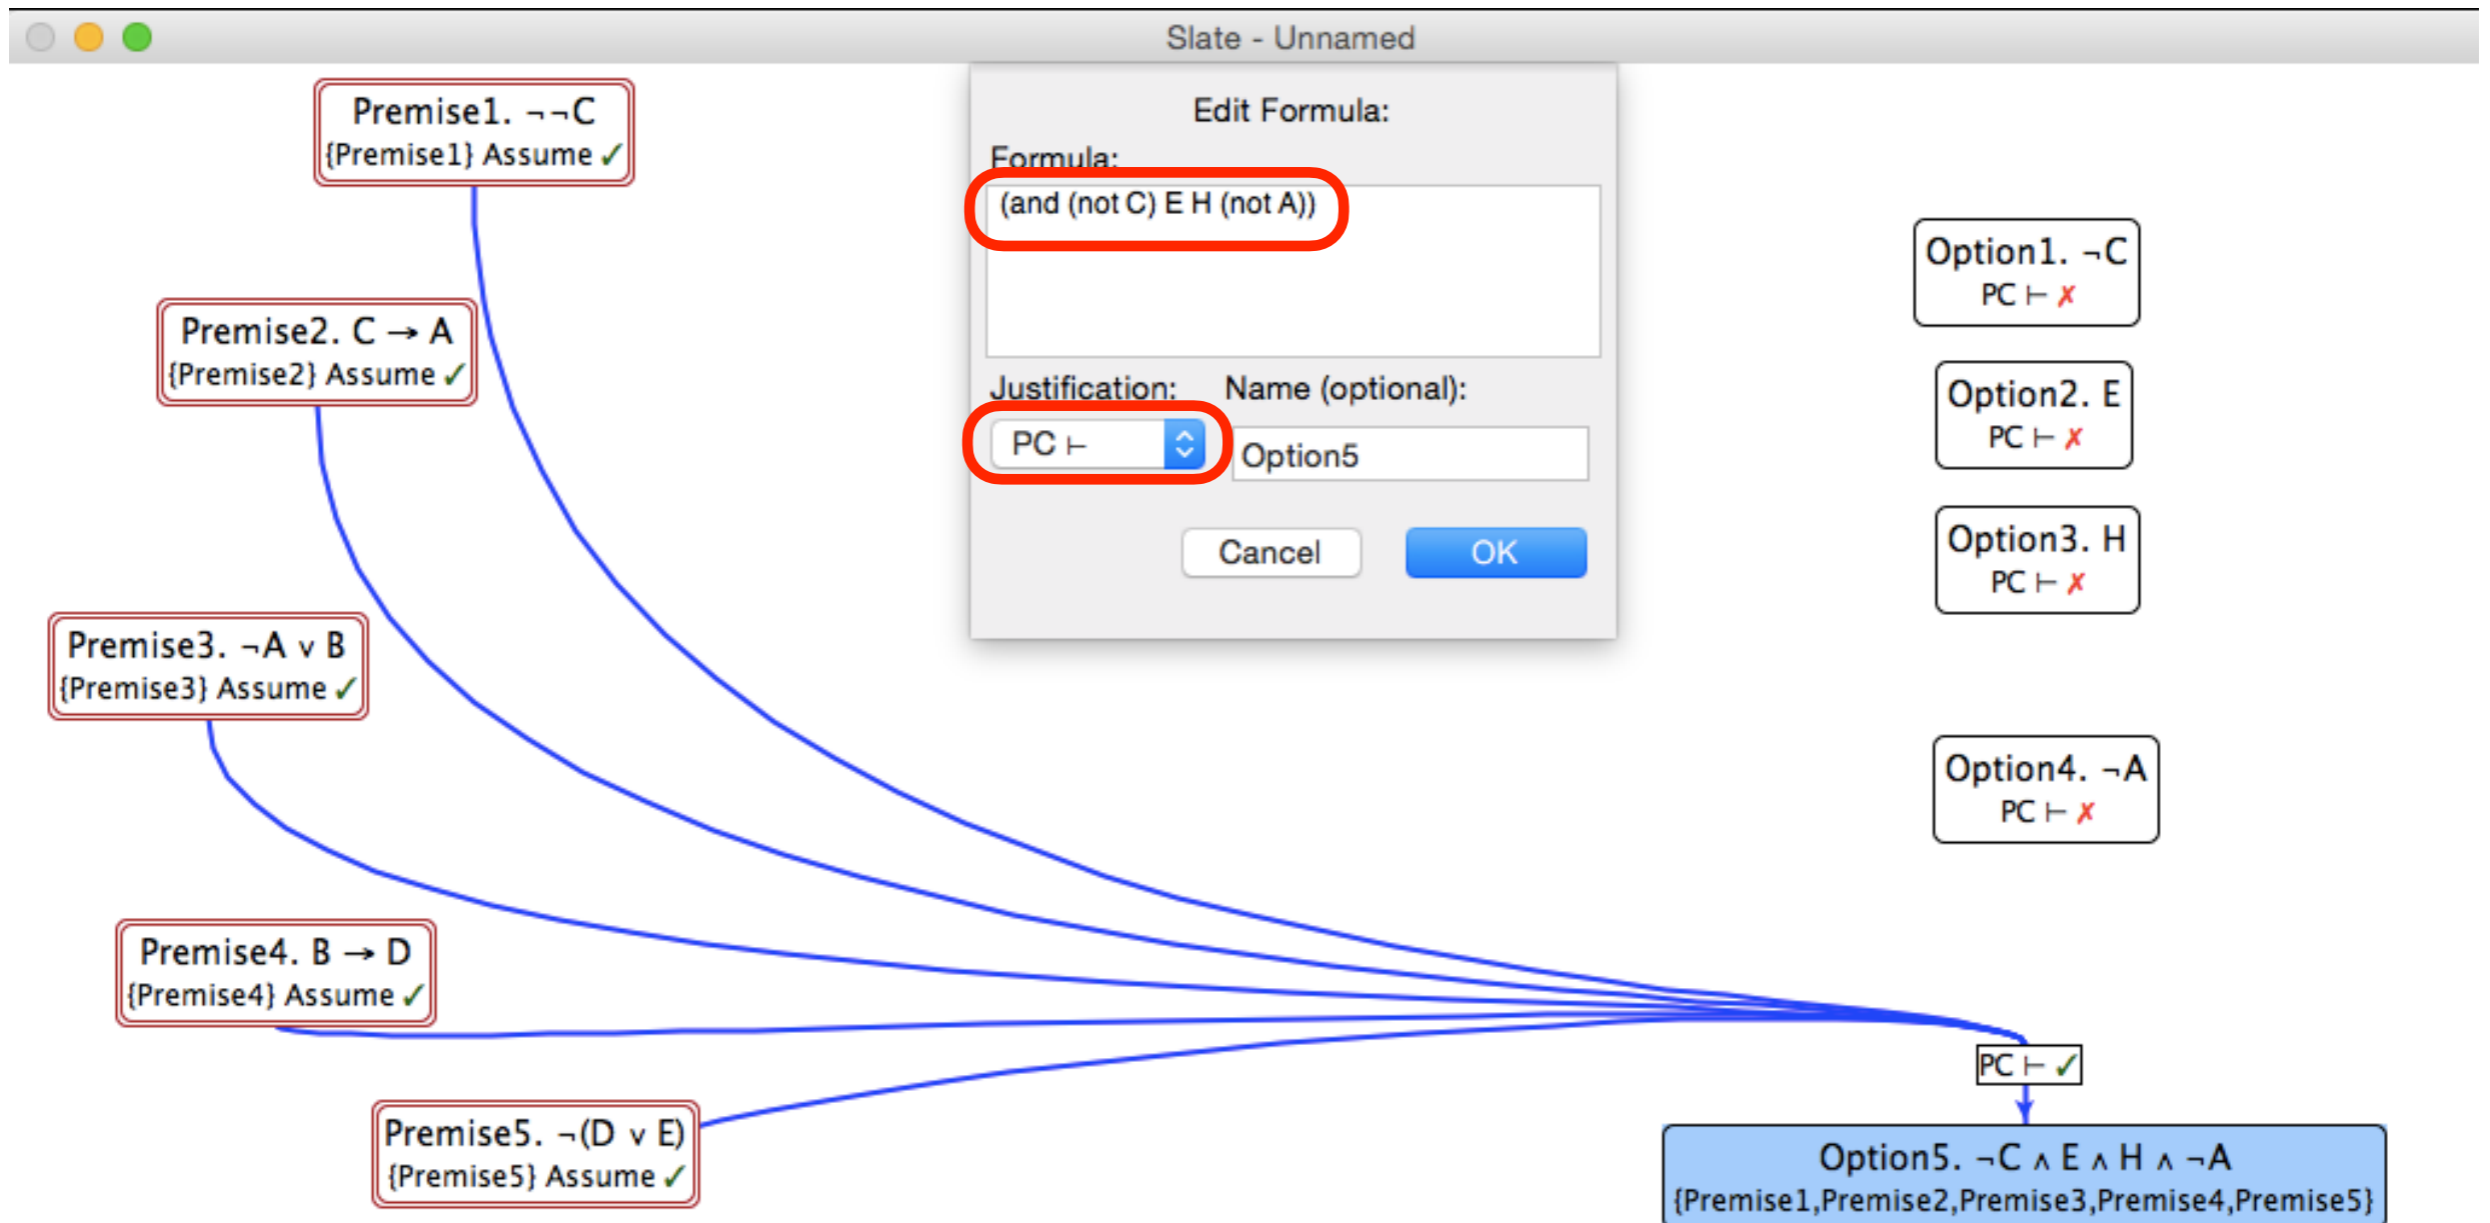 Slate - Unnamed
Premise1. ¬¬C
{Premise1} Assume ✓
Premise2. C → A
{Premise2} Assume ✓
Premise3. ¬A ∨ B
{Premise3} Assume ✓
Premise4. B → D
{Premise4} Assume ✓
Premise5. ¬(D ∨ E)
{Premise5} Assume ✓
Edit Formula:
Formula:
(and (not C) E H (not A))
Justification: Name (optional):
PC ⊢ Option5
Cancel OK
Option1. ¬C
PC ⊢ ✗
Option2. E
PC ⊢ ✗
Option3. H
PC ⊢ ✗
Option4. ¬A
PC ⊢ ✗
PC ⊢ ✓
Option5. ¬C ∧ E ∧ H ∧ ¬A
{Premise1,Premise2,Premise3,Premise4,Premise5}